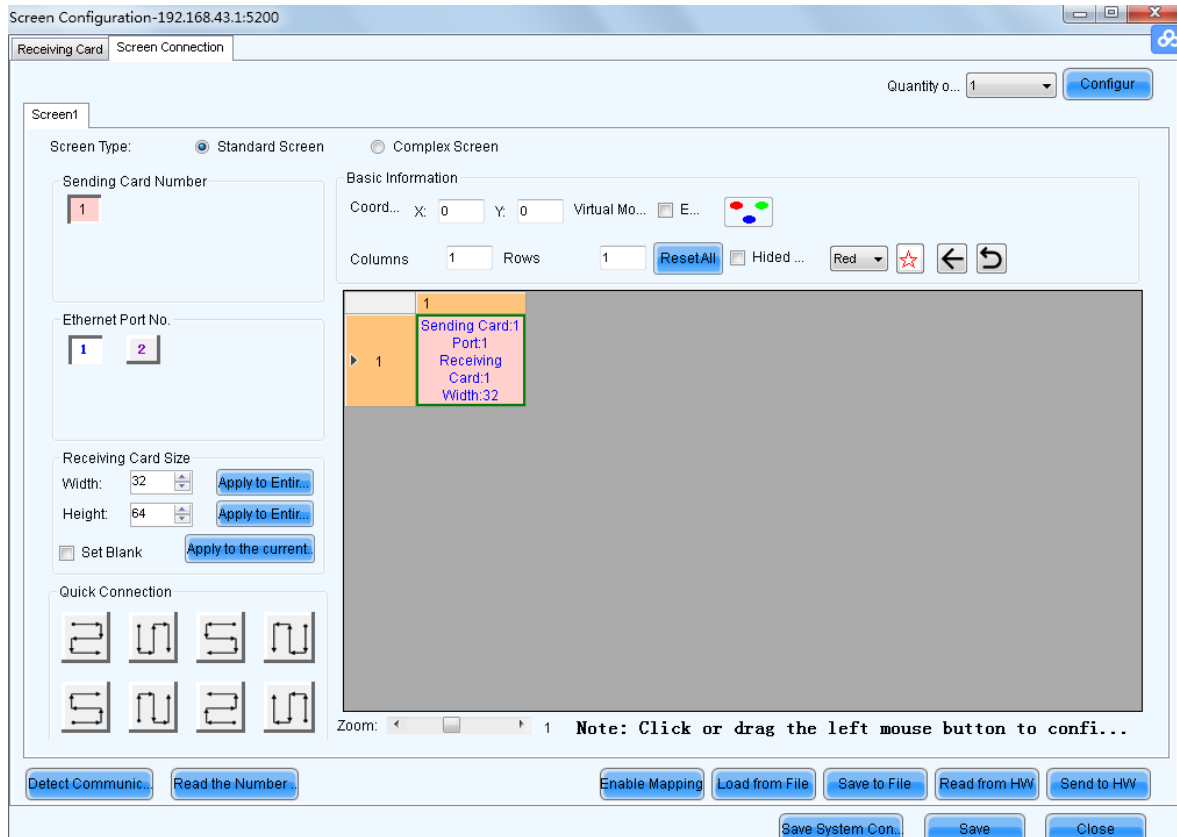 Screen Configuration-192.168.43.1:5200
Receiving Card
Screen Connection
Quantity o... 1
Configur
Screen1
Screen Type: Standard Screen Complex Screen
Sending Card Number
1
Basic Information
Coord... X: 0 Y: 0 Virtual Mo... E...
Columns 1 Rows 1 ResetAll Hided ... Red
Ethernet Port No.
1 2
1
1
Sending Card:1
Port:1
Receiving
Card:1
Width:32
Receiving Card Size
Width: 32 Apply to Entir...
Height: 64 Apply to Entir...
Set Blank Apply to the current..
Quick Connection
Zoom: 1 Note: Click or drag the left mouse button to confi...
Detect Communic... Read the Number .. Enable Mapping Load from File Save to File Read from HW Send to HW
Save System Con... Save Close